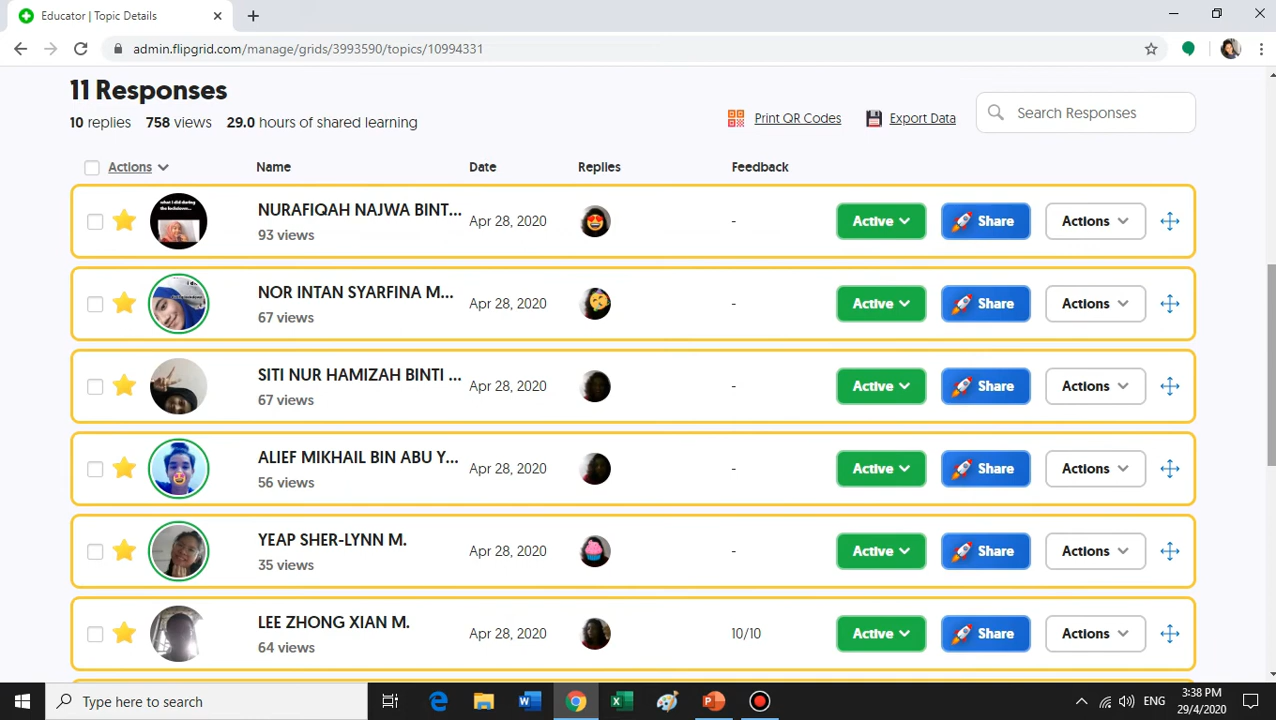 Educator | Topic Details
admin.flipgrid.com/manage/grids/3993590/topics/10994331
11 Responses
10 replies 758 views 29.0 hours of shared learning
Print QR Codes Export Data Search Responses
Actions Name Date Replies Feedback
NURAFIQAH NAJWA BINT... Apr 28, 2020 - Active Share Actions
93 views
NOR INTAN SYARFINA M... Apr 28, 2020 - Active Share Actions
67 views
SITI NUR HAMIZAH BINTI ... Apr 28, 2020 - Active Share Actions
67 views
ALIEF MIKHAIL BIN ABU Y... Apr 28, 2020 - Active Share Actions
56 views
YEAP SHER-LYNN M. Apr 28, 2020 - Active Share Actions
35 views
LEE ZHONG XIAN M. Apr 28, 2020 10/10 Active Share Actions
64 views
Type here to search
ENG
3:38 PM
29/4/2020